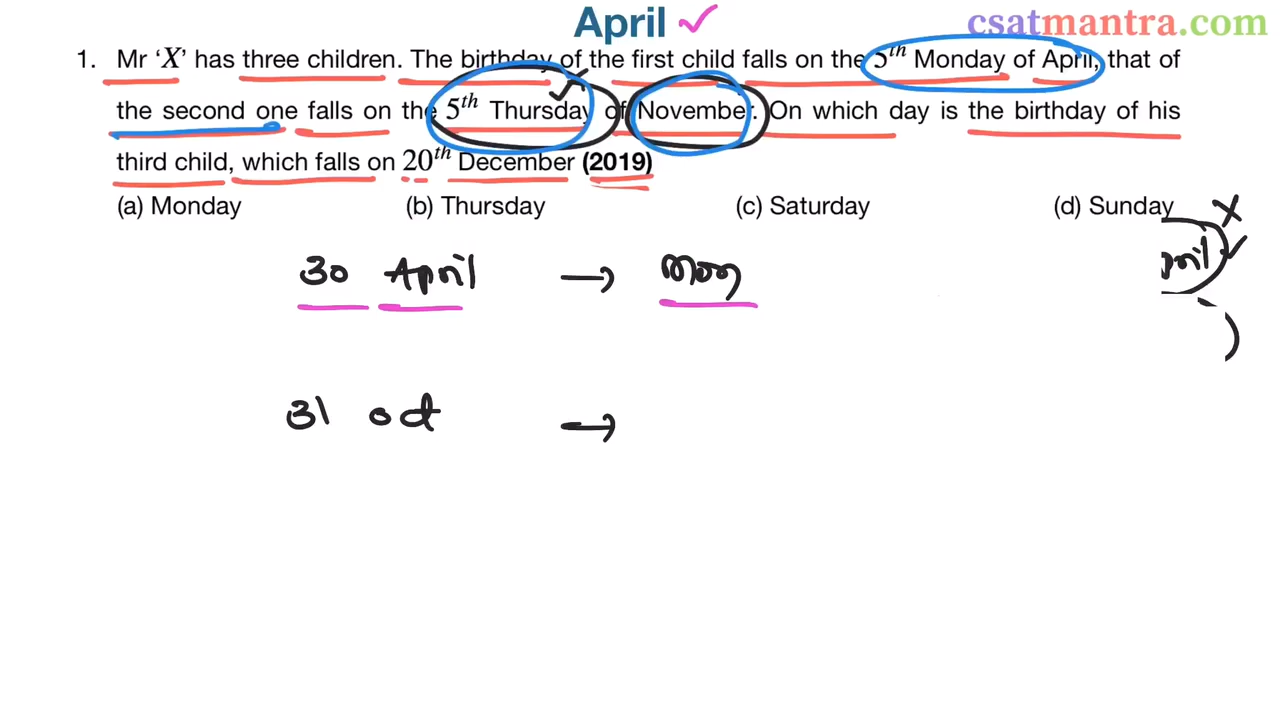 April ✓
csatmantra.com
1. Mr ‘X’ has three children. The birthday of the first child falls on the 5th Monday of April, that of
the second one falls on the 5th Thursday of November. On which day is the birthday of his
third child, which falls on 20th December (2019)
(a) Monday (b) Thursday (c) Saturday (d) Sunday
pril
30 April → Mon
31 oct →